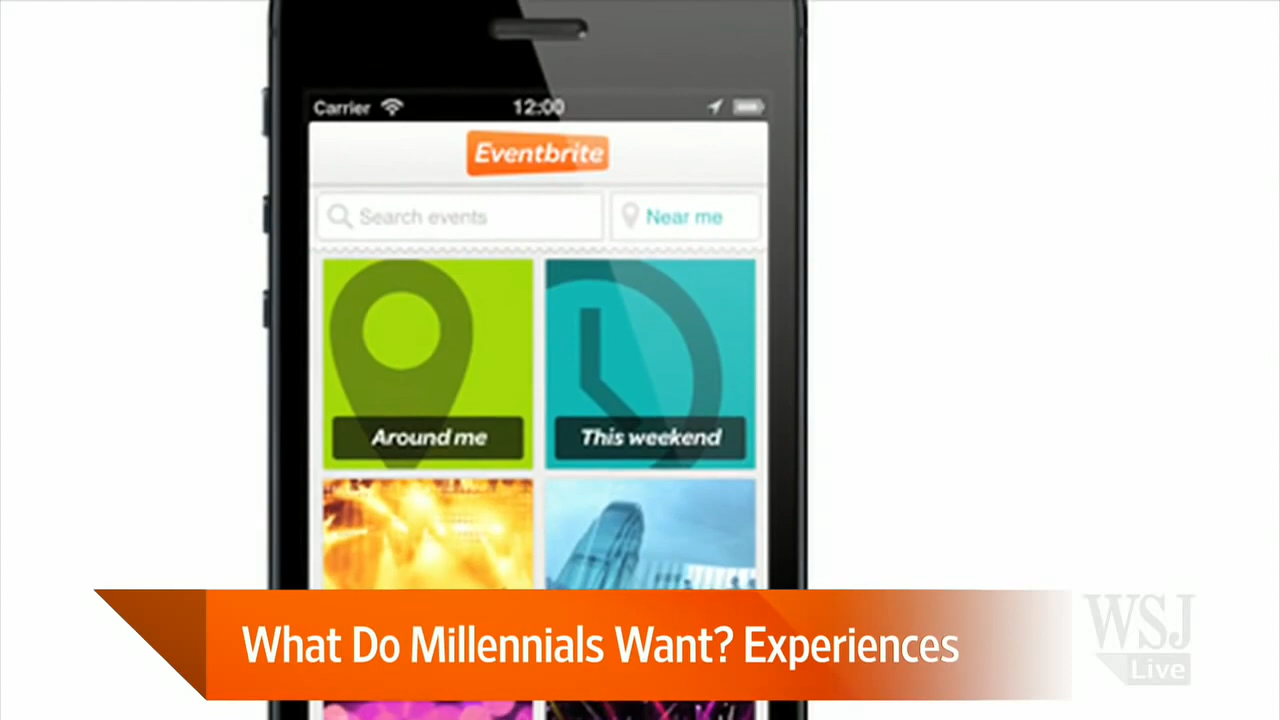 Carrier 12:00
Eventbrite
Search events Near me
Around me This weekend
What Do Millennials Want? Experiences
WSJ
Live